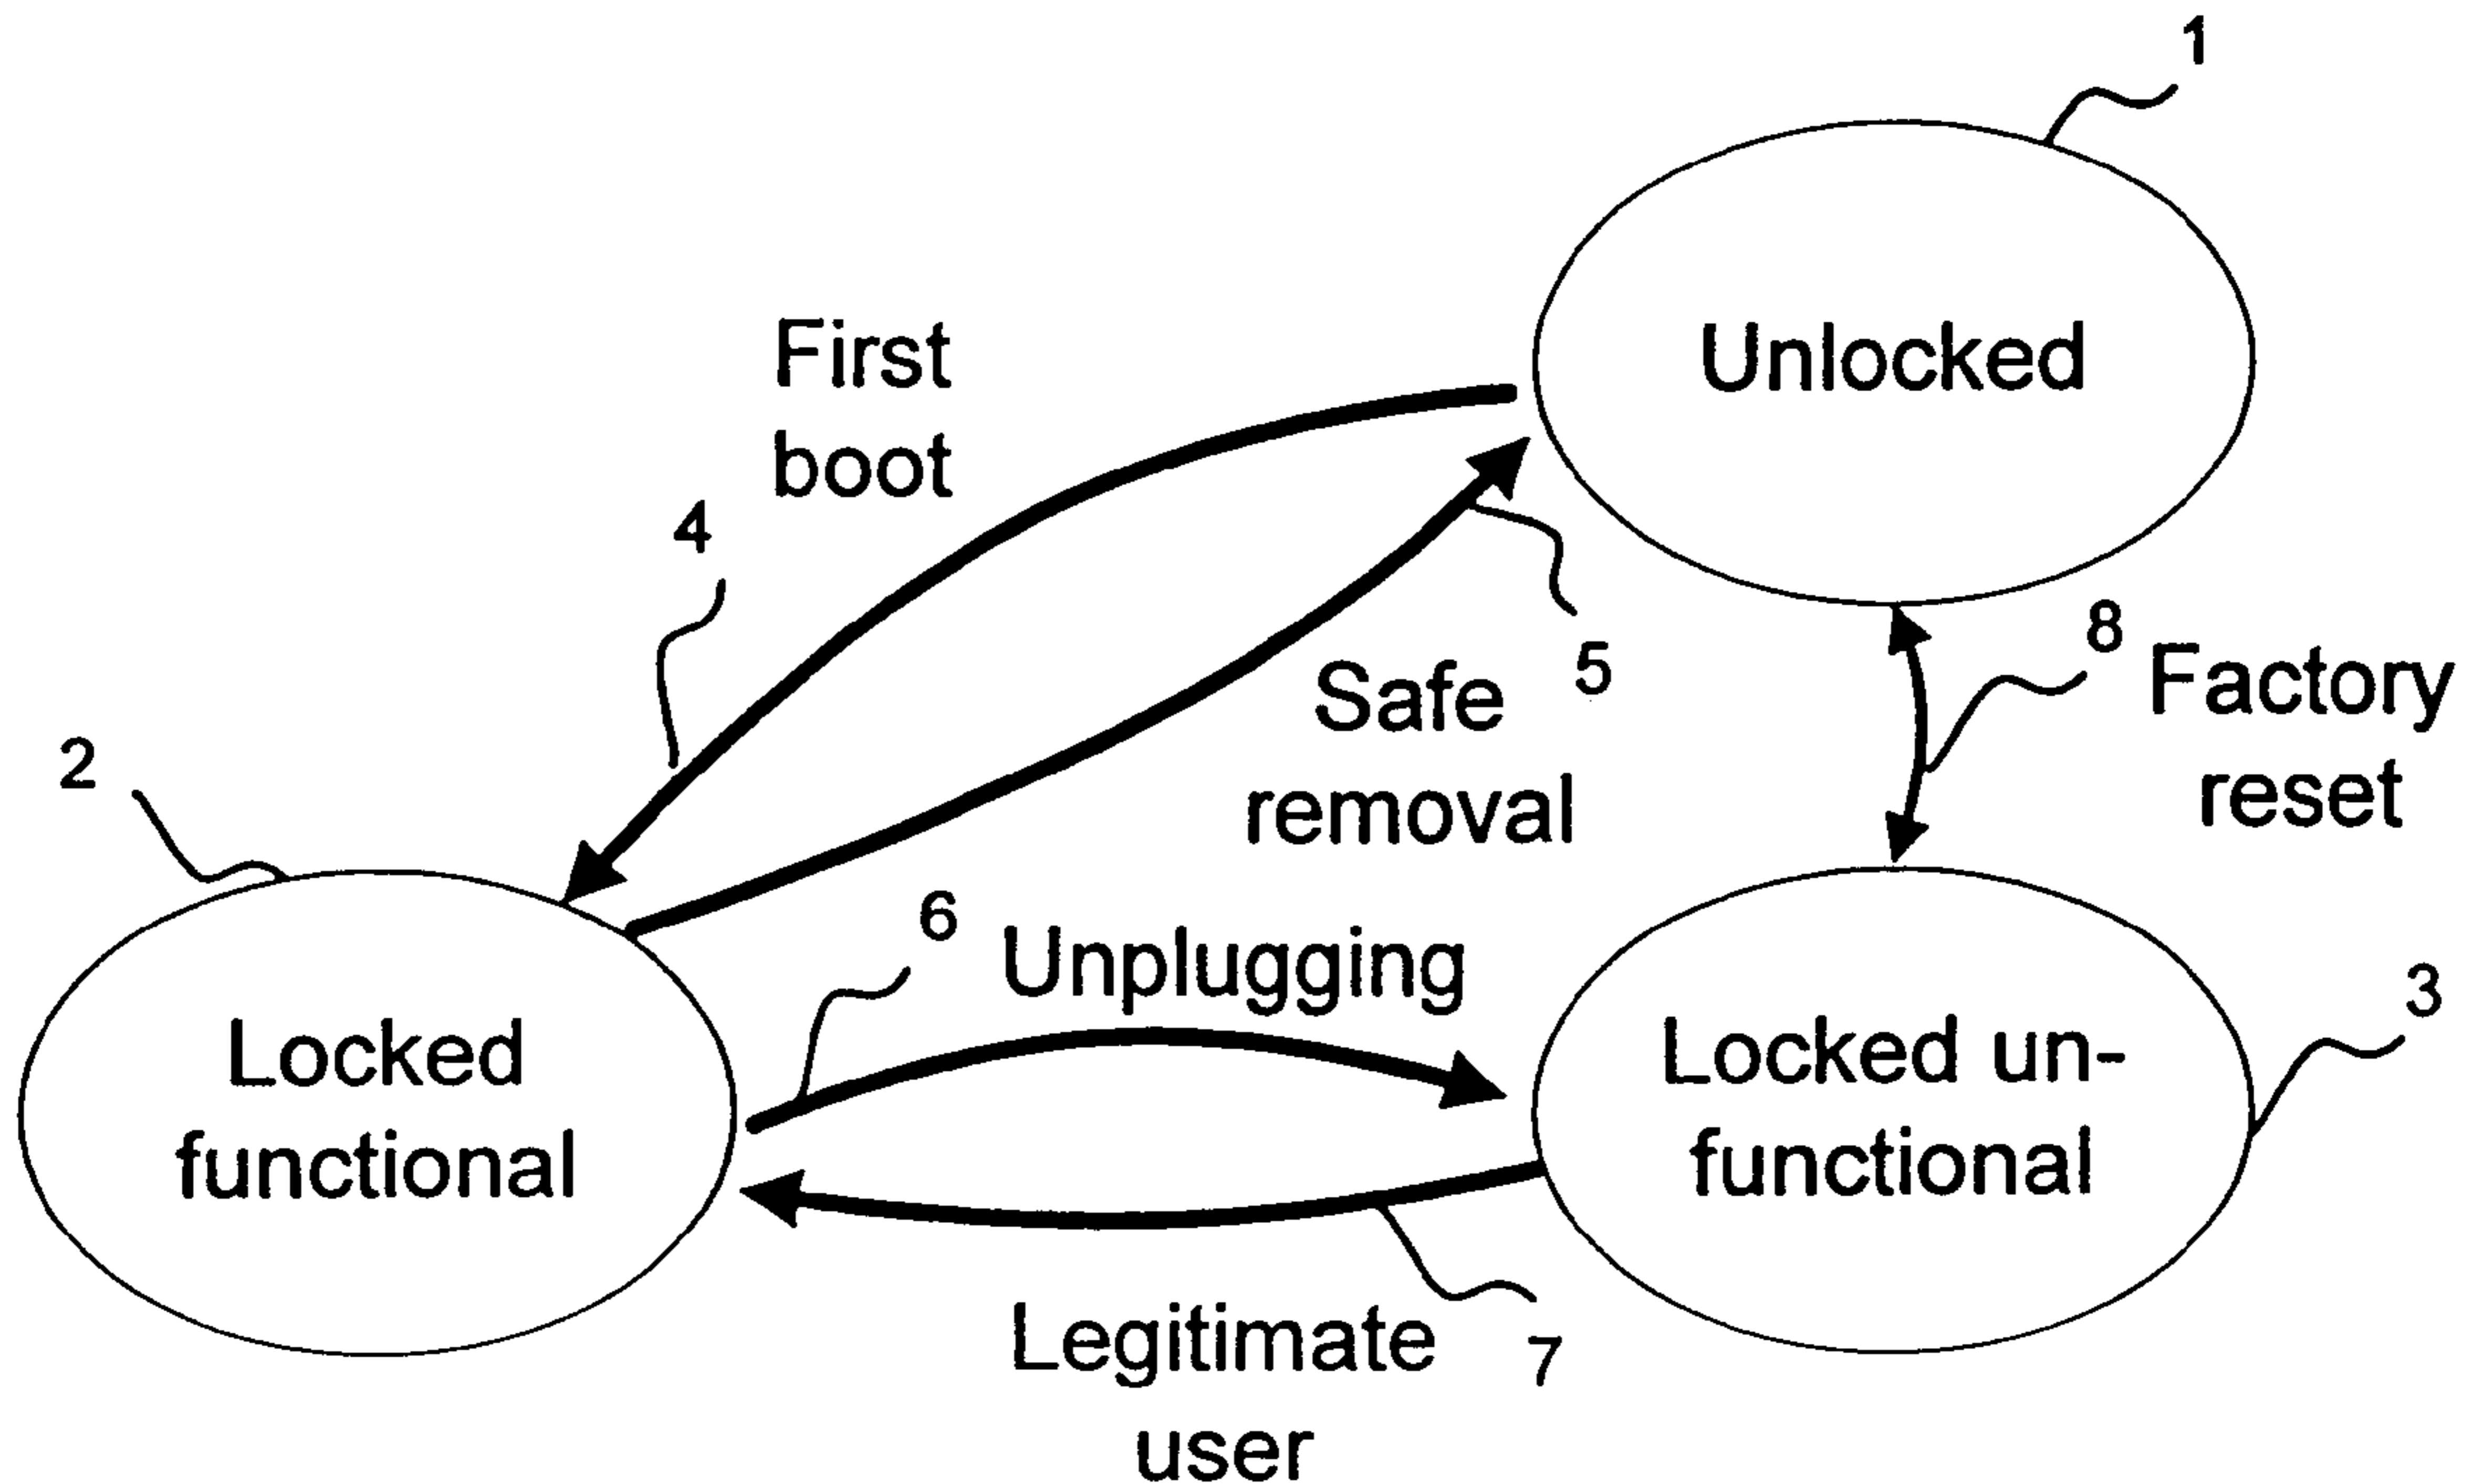 1
Unlocked
First
boot
4
5
Safe
removal
8
Factory
reset
2
6
Unplugging
3
Locked
functional
Locked un-
functional
Legitimate
user
7